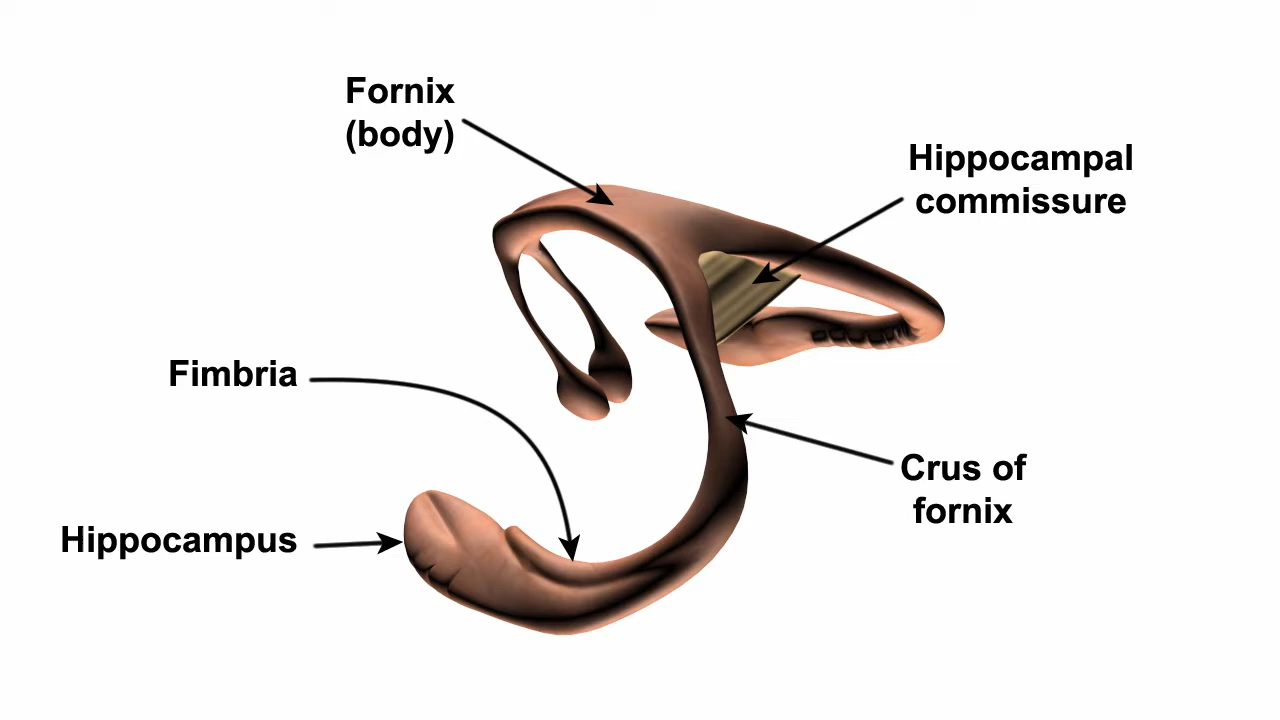 Fornix
(body)
Hippocampal
commissure
Fimbria
Crus of
fornix
Hippocampus